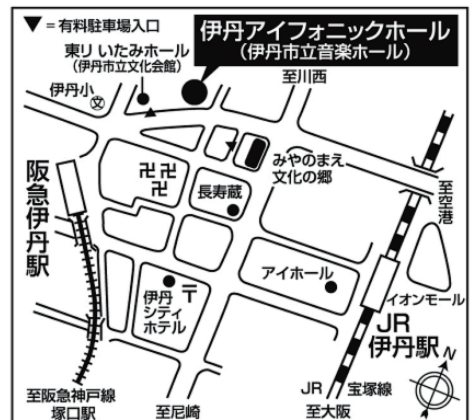 ▼=有料駐車場入口
伊丹アイフォニックホール
(伊丹市立音楽ホール)
東リ いたみホール
(伊丹市立文化会館)
至川西
伊丹小
文
みやのまえ
文化の郷
卍卍
卍
長寿蔵
至空港
阪急伊丹駅
アイホール
イオンモール
伊丹
シティ
ホテル
〒
JR
伊丹駅
N
至阪急神戸線
塚口駅
至尼崎
至大阪
JR 宝塚線